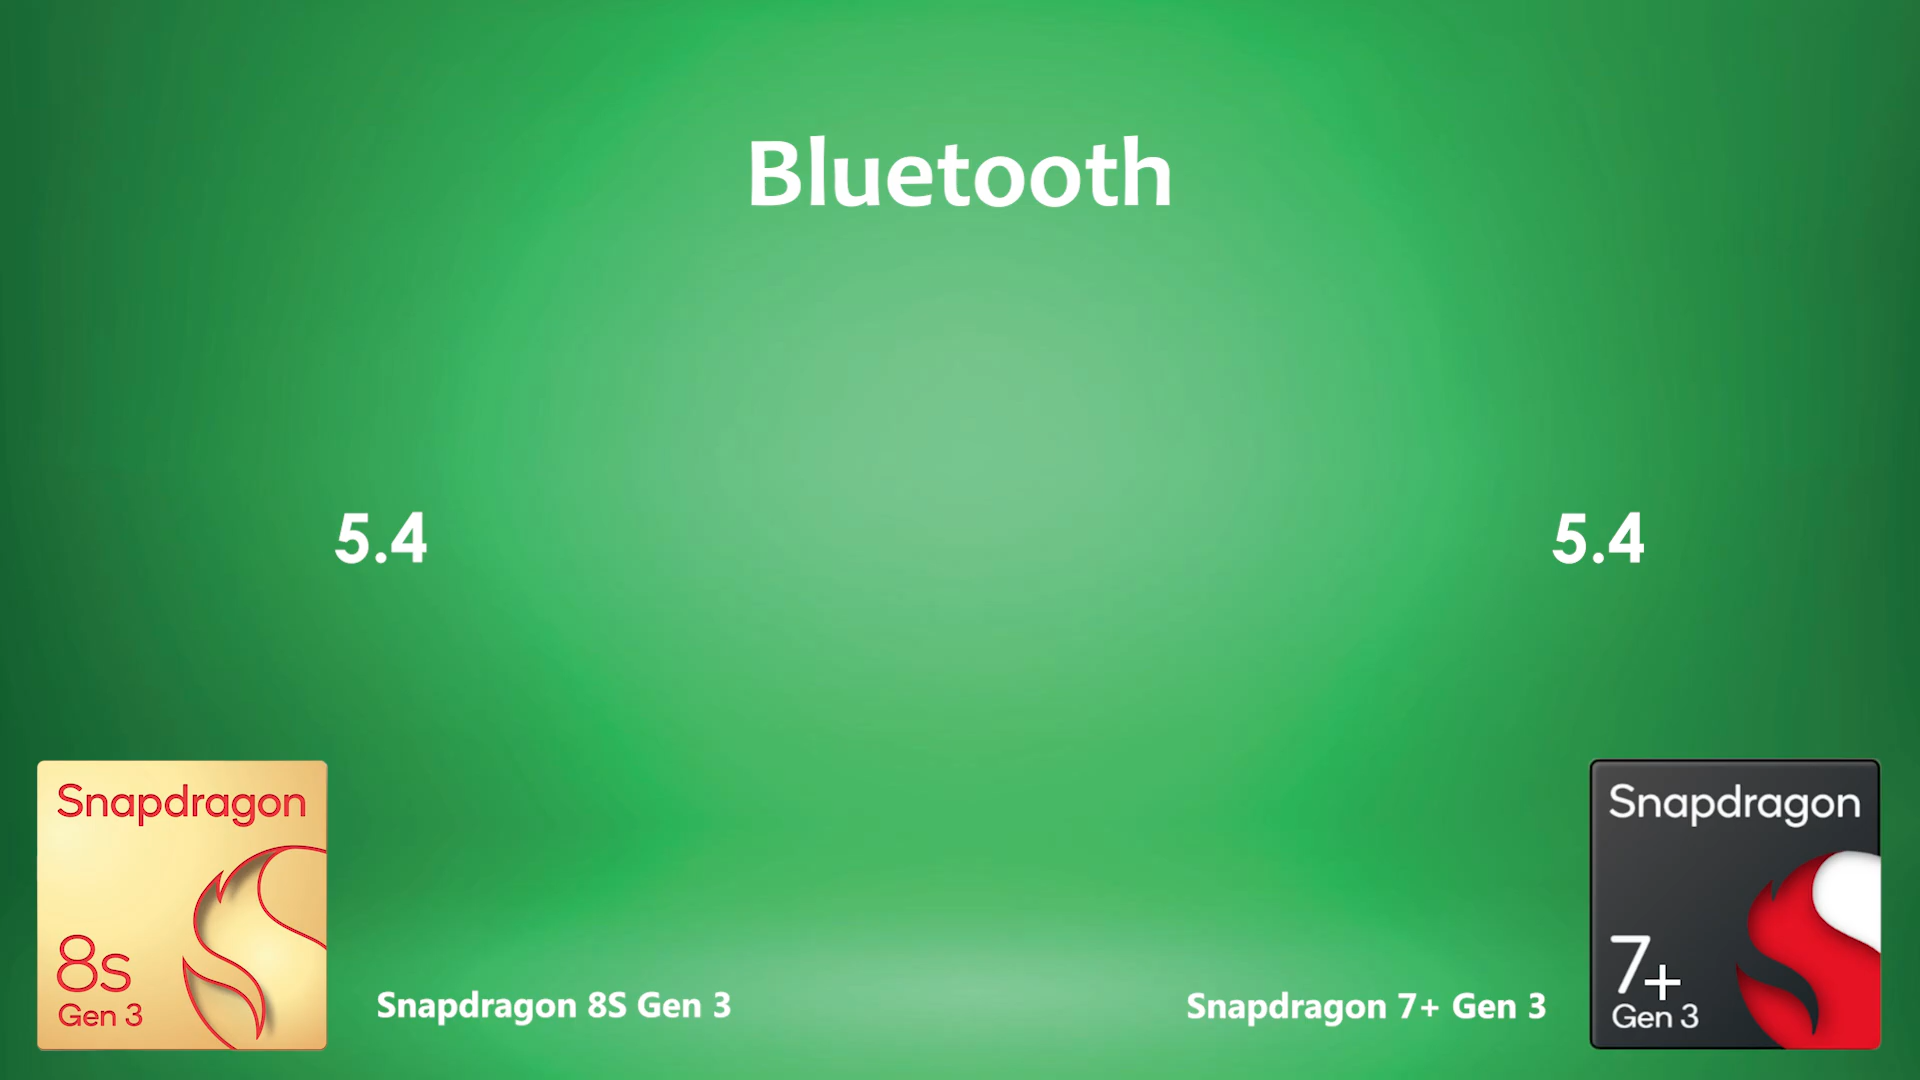 Bluetooth
5.4
5.4
Snapdragon
8s
Gen 3
Snapdragon 8S Gen 3
Snapdragon 7+ Gen 3
Snapdragon
7+
Gen 3